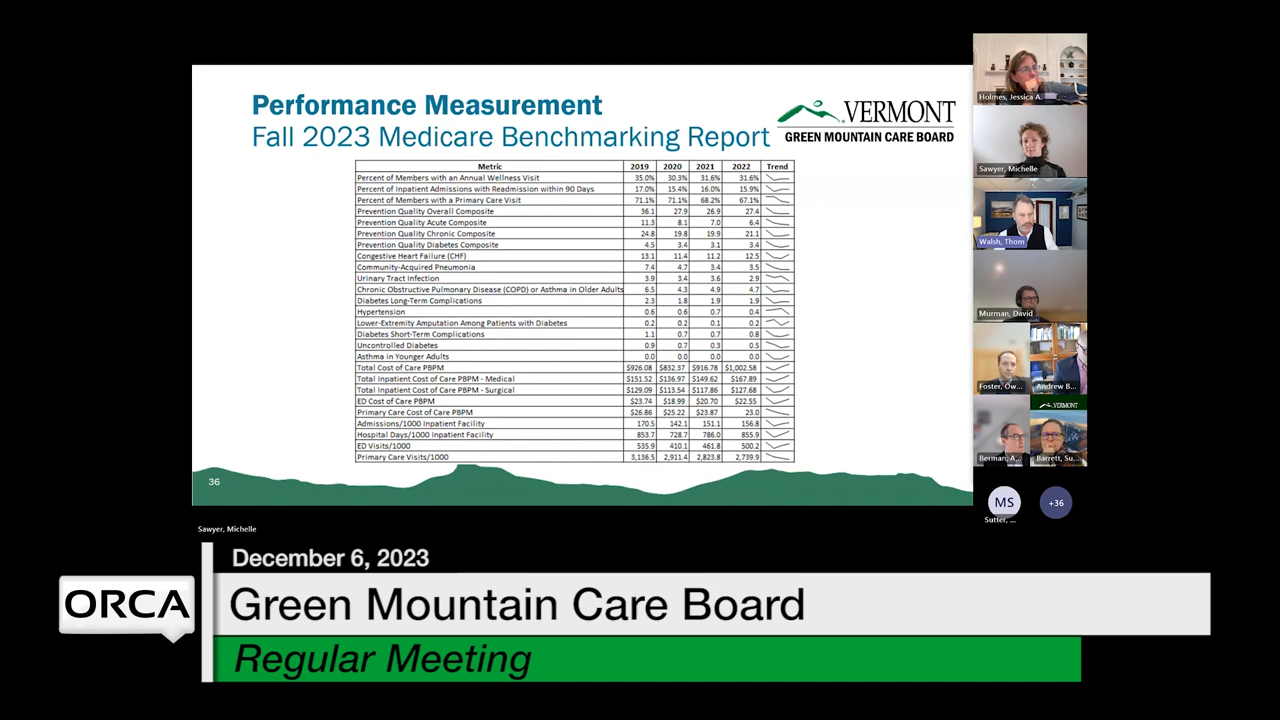 Performance Measurement
Fall 2023 Medicare Benchmarking Report
VERMONT
GREEN MOUNTAIN CARE BOARD
Metric 2019 2020 2021 2022 Trend
Percent of Members with an Annual Wellness Visit 35.0% 30.3% 31.6% 31.6%
Percent of Inpatient Admissions with Readmission within 90 Days 17.0% 15.4% 16.0% 15.9%
Percent of Members with a Primary Care Visit 71.1% 71.1% 68.2% 67.1%
Prevention Quality Overall Composite 36.1 27.9 26.9 27.4
Prevention Quality Acute Composite 11.3 8.1 7.0 6.4
Prevention Quality Chronic Composite 24.8 19.8 19.9 21.1
Prevention Quality Diabetes Composite 4.5 3.4 3.1 3.4
Congestive Heart Failure (CHF) 13.1 11.4 11.2 12.5
Community-Acquired Pneumonia 7.4 4.7 3.4 3.5
Urinary Tract Infection 3.9 3.4 3.6 2.9
Chronic Obstructive Pulmonary Disease (COPD) or Asthma in Older Adults 6.5 4.3 4.9 4.7
Diabetes Long-Term Complications 2.3 1.8 1.9 1.9
Hypertension 0.6 0.6 0.7 0.4
Lower-Extremity Amputation Among Patients with Diabetes 0.2 0.2 0.1 0.2
Diabetes Short-Term Complications 1.1 0.7 0.7 0.8
Uncontrolled Diabetes 0.9 0.7 0.3 0.5
Asthma in Younger Adults 0.0 0.0 0.0 0.0
Total Cost of Care PBPM $926.08 $832.37 $916.78 $1,002.58
Total Inpatient Cost of Care PBPM - Medical $151.52 $136.97 $149.62 $167.89
Total Inpatient Cost of Care PBPM - Surgical $129.09 $113.54 $117.86 $127.68
ED Cost of Care PBPM $23.74 $18.99 $20.70 $22.55
Primary Care Cost of Care PBPM $26.86 $25.22 $23.87 23.0
Admissions/1000 Inpatient Facility 170.5 142.1 151.1 156.8
Hospital Days/1000 Inpatient Facility 853.7 728.7 786.0 855.9
ED Visits/1000 535.9 410.1 461.8 500.2
Primary Care Visits/1000 3,136.5 2,911.4 2,823.8 2,739.9
36
Holmes, Jessica A.
Sawyer, Michelle
Walsh, Thom
Murman, David
Foster, Ow...
Andrew B...
VERMONT
Berman, A...
Barrett, Su...
MS
+36
Sutter, ...
Sawyer, Michelle
December 6, 2023
ORCA
Green Mountain Care Board
Regular Meeting